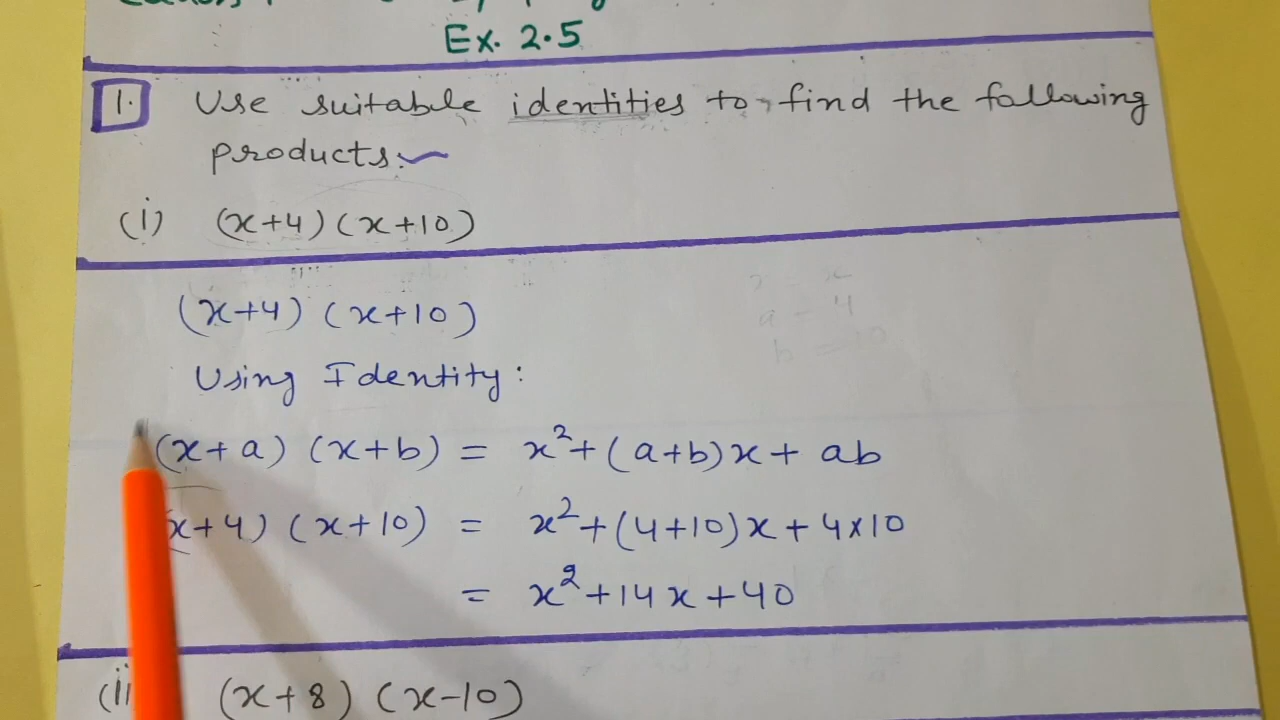 Ex. 2.5
1. Use suitable identities to find the following
products.
(i) (x+4) (x+10)
(x+4) (x+10)
Using Identity:
(x+a) (x+b) = x²+(a+b)x+ ab
x+4) (x+10) = x²+(4+10)x+4×10
= x²+14x+40
(ii (x+8) (x-10)